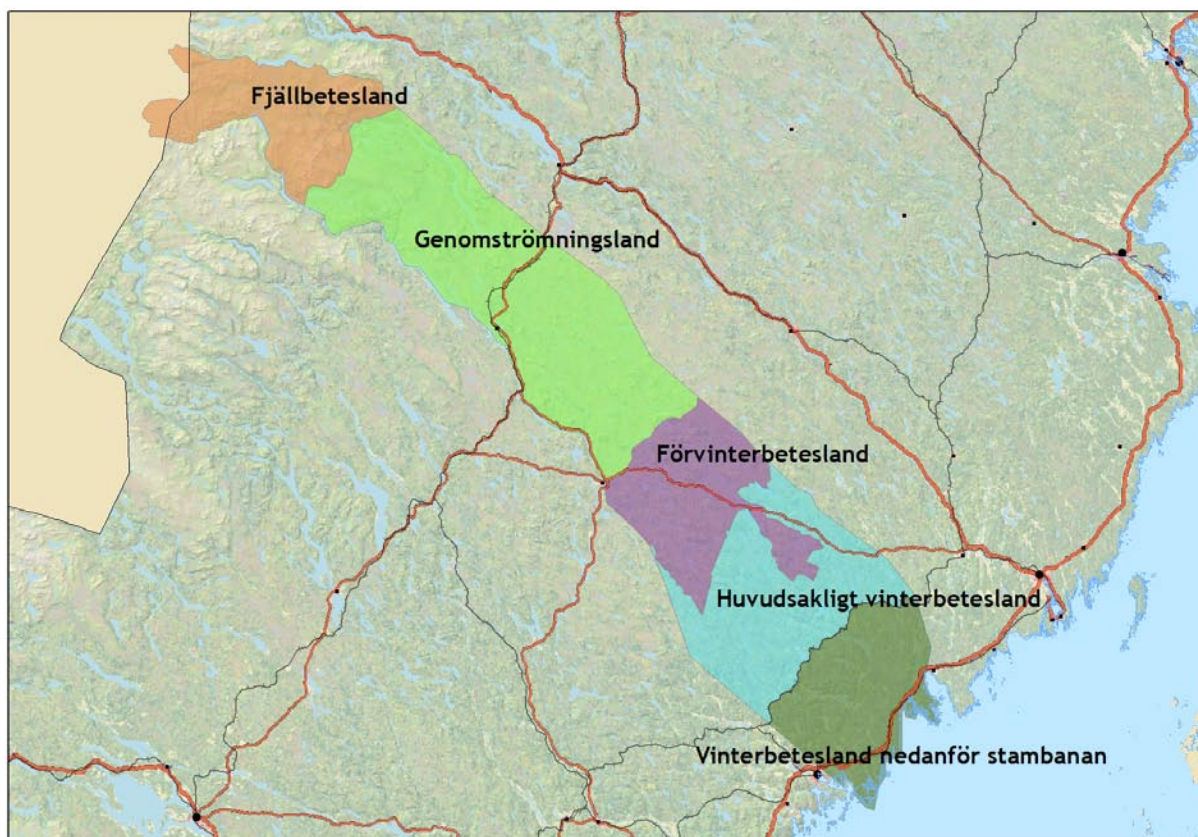 Fjällbetesland
Genomströmningsland
Förvinterbetesland
Huvudsakligt vinterbetesland
Vinterbetesland nedanför stambanan